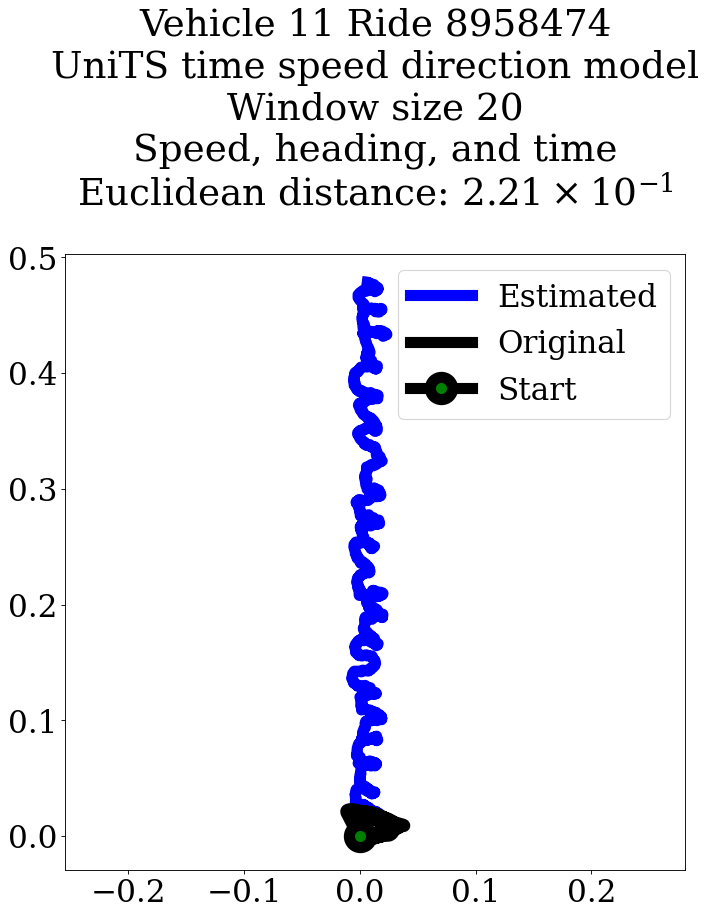 Vehicle 11 Ride 8958474
UniTS time speed direction model
Window size 20
Speed, heading, and time
Euclidean distance: 2.21 × 10⁻¹
0.5
Estimated
Original
Start
0.4
0.3
0.2
0.1
0.0
−0.2 −0.1 0.0 0.1 0.2